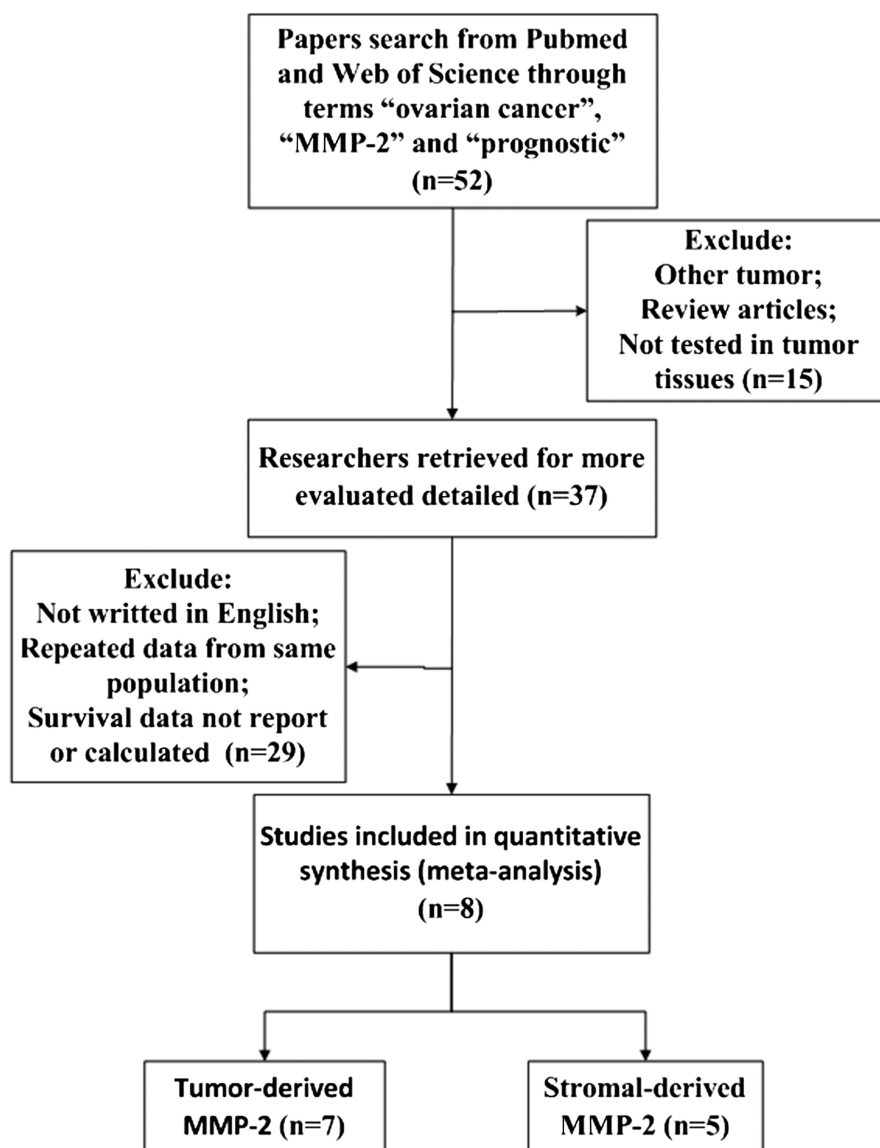 Papers search from Pubmed
and Web of Science through
terms “ovarian cancer”,
“MMP-2” and “prognostic”
(n=52)
Exclude:
Other tumor;
Review articles;
Not tested in tumor
tissues (n=15)
Researchers retrieved for more
evaluated detailed (n=37)
Exclude:
Not writted in English;
Repeated data from same
population;
Survival data not report
or calculated (n=29)
Studies included in quantitative
synthesis (meta-analysis)
(n=8)
Tumor-derived
MMP-2 (n=7)
Stromal-derived
MMP-2 (n=5)